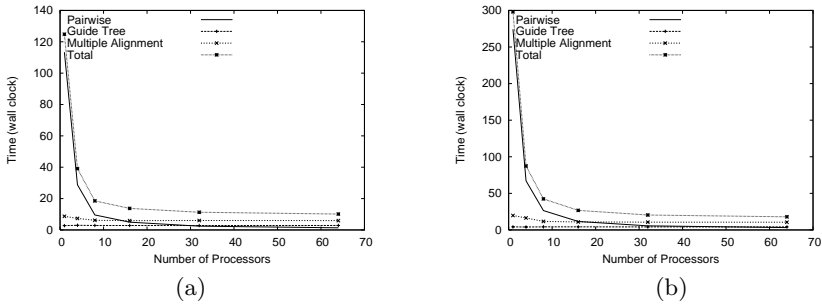 140
120
100
80
60
40
20
0
Time (wall clock)
Pairwise
Guide Tree
Multiple Alignment
Total
0 10 20 30 40 50 60 70
Number of Processors
(a)
300
250
200
150
100
50
0
Time (wall clock)
Pairwise
Guide Tree
Multiple Alignment
Total
0 10 20 30 40 50 60 70
Number of Processors
(b)